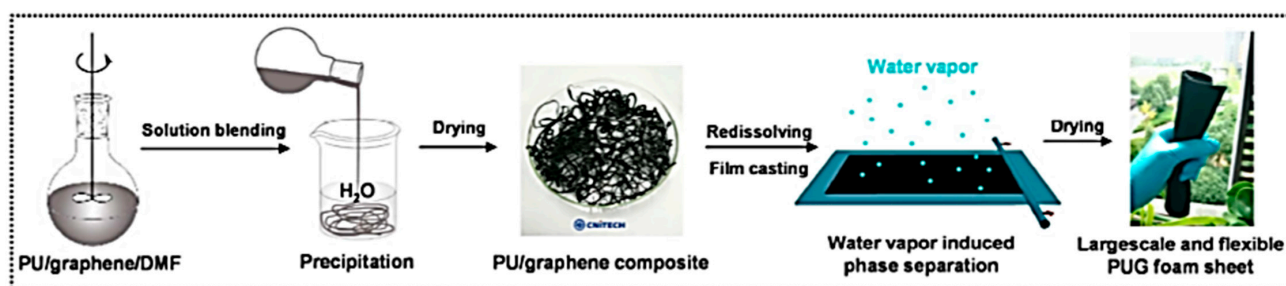 Solution blending
H2O
Drying
CNITECH
Redissolving
Film casting
Water vapor
Drying
PU/graphene/DMF
Precipitation
PU/graphene composite
Water vapor induced
phase separation
Largescale and flexible
PUG foam sheet